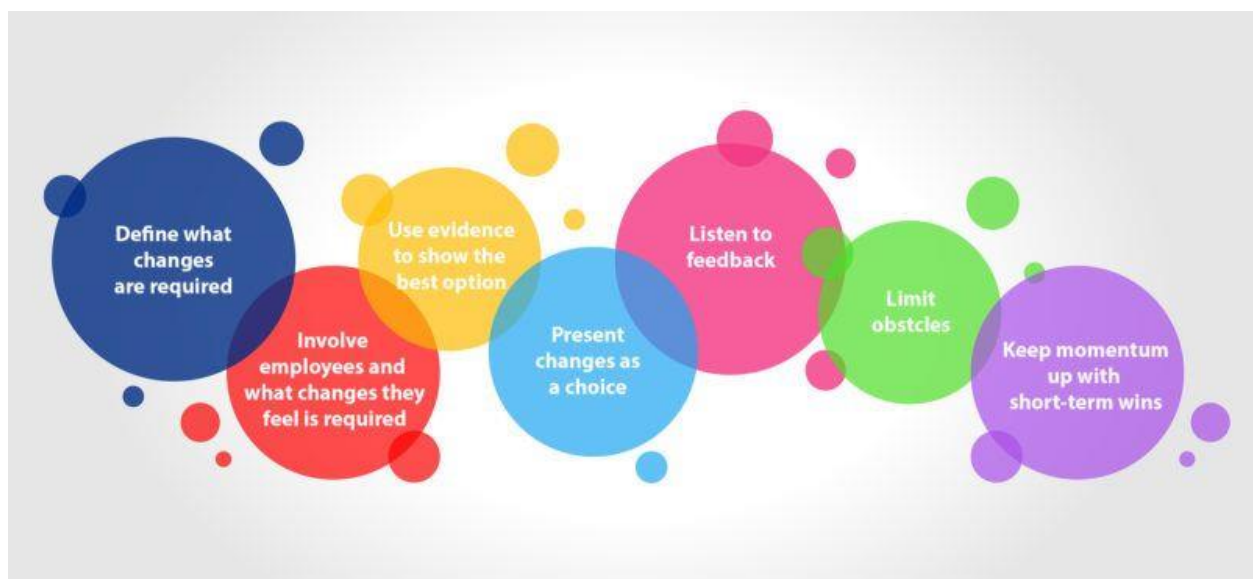 Define what
changes
are required
Involve
employees and
what changes they
feel is required
Use evidence
to show the
best option
Present
changes as
a choice
Listen to
feedback
Limit
obstcles
Keep momentum
up with
short-term wins